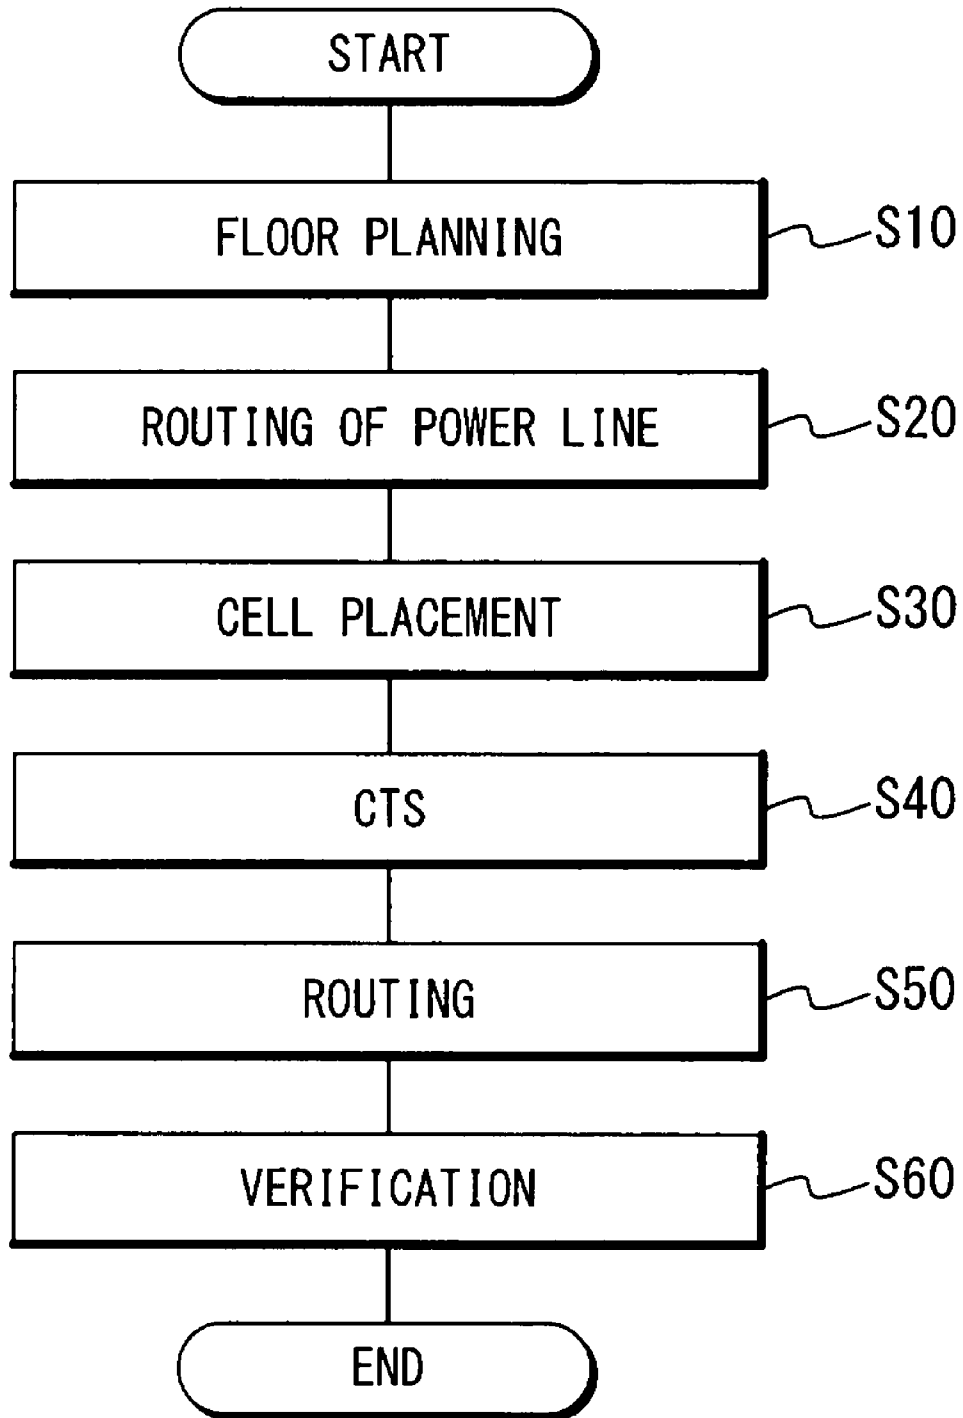 START
FLOOR PLANNING
S10
ROUTING OF POWER LINE
S20
CELL PLACEMENT
S30
CTS
S40
ROUTING
S50
VERIFICATION
S60
END